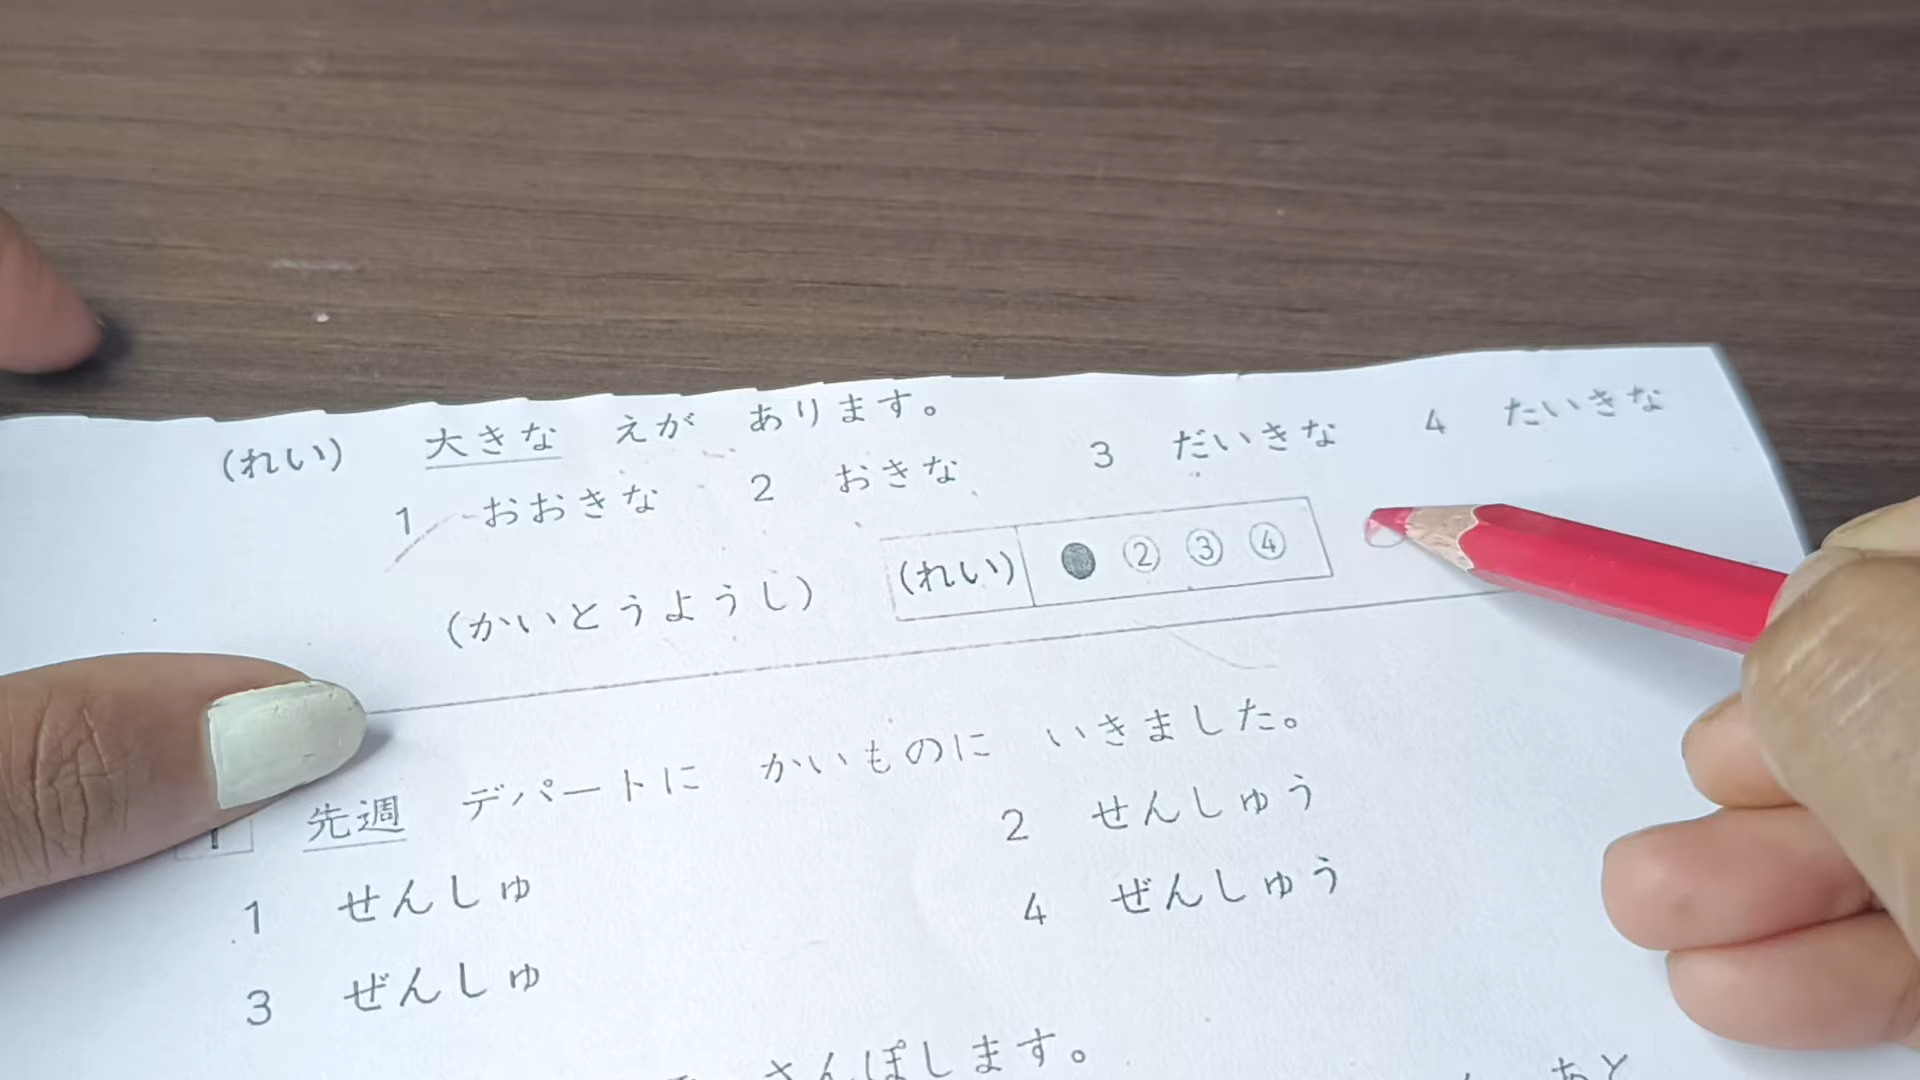 (れい) 大きな えが あります。
1 おおきな 2 おきな 3 だいきな 4 たいきな
(かいとうようし) (れい) ● ② ③ ④
1 先週 デパートに かいものに いきました。
1 せんしゅ 2 せんしゅう
3 ぜんしゅ 4 ぜんしゅう
さんぽします。
あと